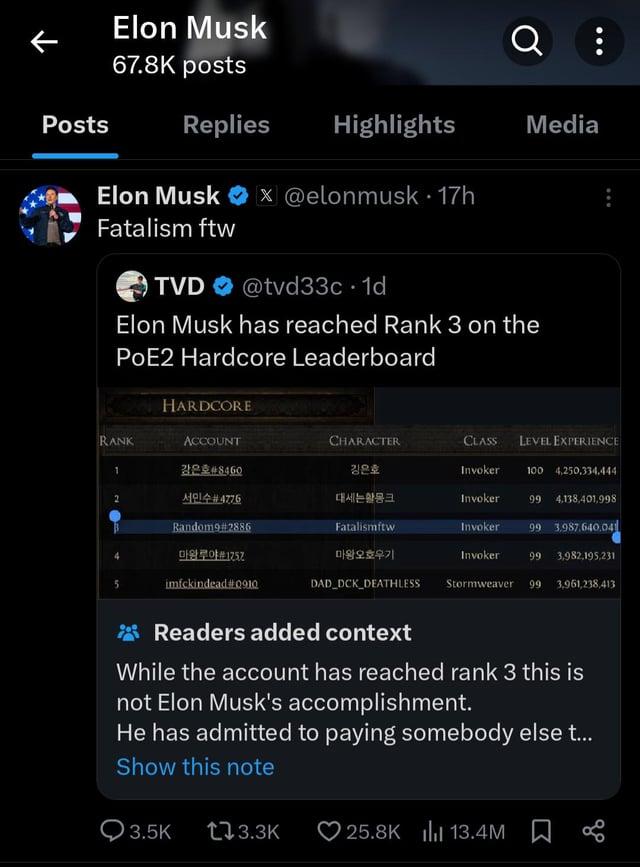 Elon Musk
67.8K posts
Posts Replies Highlights Media
Elon Musk @elonmusk · 17h
Fatalism ftw
TVD @tvd33c · 1d
Elon Musk has reached Rank 3 on the
PoE2 Hardcore Leaderboard
HARDCORE
RANK ACCOUNT CHARACTER CLASS LEVEL EXPERIENCE
1 강은호#8460 깅은호 Invoker 100 4,250,334,444
2 서민수#4776 대세는활몽크 Invoker 99 4,138,401,998
3 Random9#2886 Fatalismftw Invoker 99 3,987,640,041
4 마왕루야#1757 마왕오호우기 Invoker 99 3,982,195,231
5 imfckindead#0910 DAD_DCK_DEATHLESS Stormweaver 99 3,961,238,413
Readers added context
While the account has reached rank 3 this is
not Elon Musk's accomplishment.
He has admitted to paying somebody else t...
Show this note
3.5K 3.3K 25.8K 13.4M